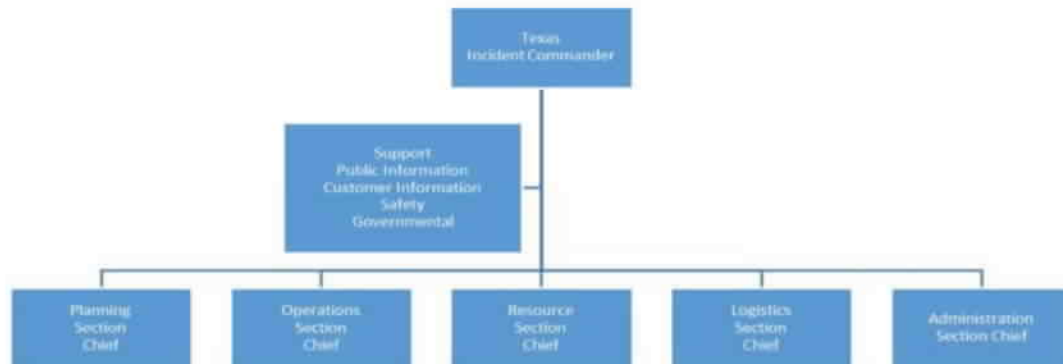 Texas
Incident Commander
Support
Public Information
Customer Information
Safety
Governmental
Planning
Section
Chief
Operations
Section
Chief
Resource
Section
Chief
Logistics
Section
Chief
Administration
Section Chief